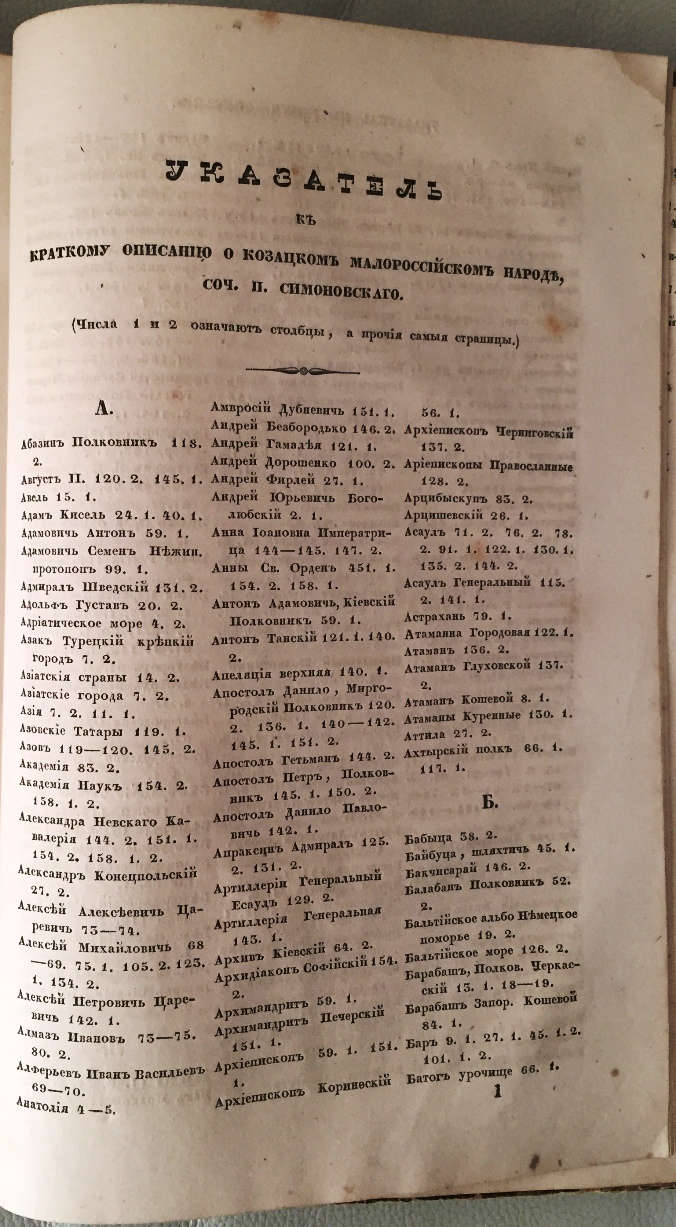 УКАЗАТЕЛЬ
КЪ
КРАТКОМУ ОПИСАНІЮ О КОЗАЦКОМЪ МАЛОРОССІЙСКОМЪ НАРОДѢ,
СОЧ. П. СИМОНОВСКАГО.
(Числа 1 и 2 означаютъ столбцы, а прочія самыя страницы.)
А.
Абазинъ Полковникъ 118.
2.
Августъ II. 120. 2. 145. 1.
Авель 15. 1.
Адамъ Кисель 24. 1. 40. 1.
Адамовичь Антонъ 59. 1.
Адамовичь Семенъ Нѣжин.
протопопъ 99. 1.
Адмиралъ Шведскій 131. 2.
Адольфъ Густавъ 20. 2.
Адріатическое море 4. 2.
Азакъ Турецкій крѣпкій
городъ 7. 2.
Азіатскія страны 14. 2.
Азіатскіе города 7. 2.
Азія 7. 2. 11. 1.
Азовскіе Татары 119. 1.
Азовъ 119—120. 145. 2.
Академія 83. 2.
Академія Наукъ 154. 2.
158. 1. 2.
Александра Невскаго Ка-
валерія 144. 2. 151. 1.
154. 2. 158. 1. 2.
Александръ Конецпольскій
27. 2.
Алексѣй Алексѣевичь Ца-
ревичь 73—74.
Алексѣй Михайловичь 68
—69. 75. 1. 105. 2. 123.
1. 134. 2.
Алексѣй Петровичь Царе-
вичь 142. 1.
Алмазъ Ивановъ 73—75.
80. 2.
Алферьевъ Иванъ Васильевъ
69—70.
Анатолія 4—5.
Амвросій Дубневичь 151. 1.
Андрей Безбородько 146. 2.
Андрей Гамалѣя 121. 1.
Андрей Дорошенко 100. 2.
Андрей Фирлей 27. 1.
Андрей Юрьевичь Бого-
любскій 2. 1.
Анна Іоановна Императри-
ца 144—145. 147. 2.
Анны Св. Орденъ 451. 1.
154. 2. 158. 1.
Антонъ Адамовичь, Кіевскій
Полковникъ 59. 1.
Антонъ Танскій 121. 1. 140.
2.
Апеляція верхняя 140. 1.
Апостолъ Данило, Мирго-
родскій Полковникъ 120.
2. 136. 1. 140—142.
145. 1. 151. 2.
Апостолъ Гетьманъ 144. 2.
Апостолъ Петръ, Полков-
никъ 145. 1. 150. 2.
Апостолъ Данило Павло-
вичь 142. 1.
Апраксинъ Адмиралъ 125.
2. 131. 2.
Артиллеріи Генеральный
Есаулъ 129. 2.
Артиллерія Генеральная
143. 1.
Архивъ Кіевскій 64. 2.
Архидіаконъ Софійскій 154.
2.
Архимандритъ 59. 1.
Архимандритъ Печерскій
151. 1.
Архіепископъ 59. 1. 151.
1.
Архіепископъ Коринѳскій
56. 1.
Архіепископъ Черниговскій
137. 2.
Аріепископы Православные
128. 2.
Арцибыскупъ 83. 2.
Арцишевскій 26. 1.
Асаулъ 71. 2. 76. 2. 78.
2. 91. 1. 122. 1. 130. 1.
135. 2. 144. 2.
Асаулъ Генеральный 115.
2. 141. 1.
Астрахань 79. 1.
Атаманна Городовая 122. 1.
Атаманъ 136. 2.
Атаманъ Глуховской 137.
2.
Атаманъ Кошевой 8. 1.
Атаманы Куренные 130. 1.
Аттила 27. 2.
Ахтырскій полкъ 66. 1.
117. 1.
Б.
Бабыца 38. 2.
Байбуца, шляхтичь 45. 1.
Бакчисарай 146. 2.
Балабан Полковникъ 52.
2.
Бальтійское альбо Нѣмецкое
поморье 19. 2.
Бальтійское море 126. 2.
Барабашъ, Полков. Черкас-
скій 13. 1. 18—19.
Барабашъ Запор. Кошевой
84. 1.
Баръ 9. 1. 27. 1. 45. 1. 2.
101. 1. 2.
Батогъ урочище 66. 1.
1